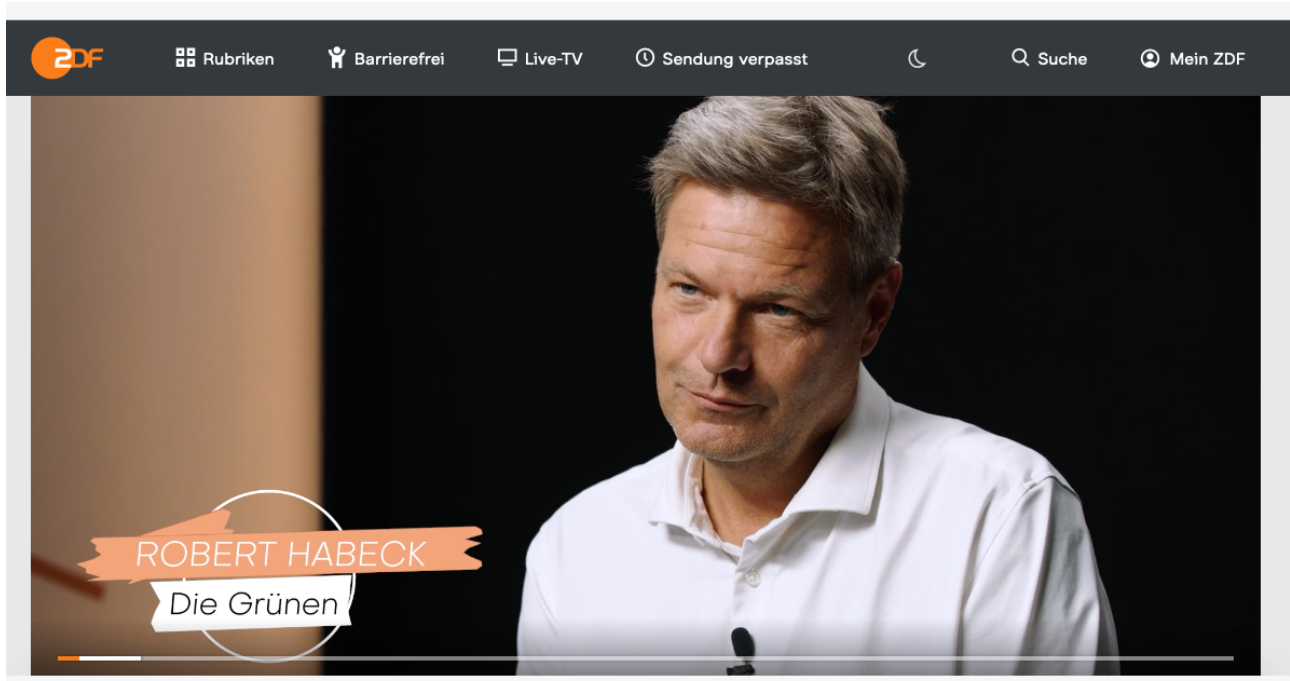 ZDF Rubriken Barrierefrei Live-TV Sendung verpasst Suche Mein ZDF
ROBERT HABECK
Die Grünen